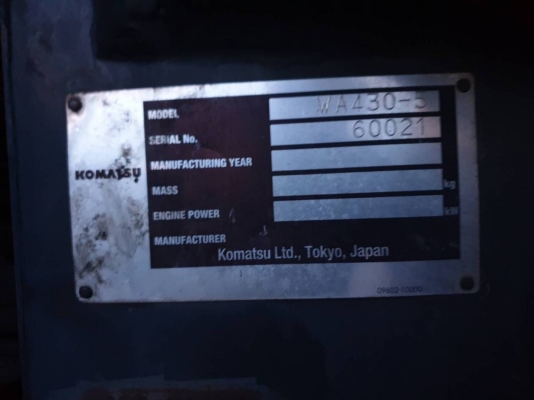 MODEL WA430-5
SERIAL No. 60021
MANUFACTURING YEAR
KOMATSU
MASS kg
ENGINE POWER kW
MANUFACTURER
Komatsu Ltd., Tokyo, Japan